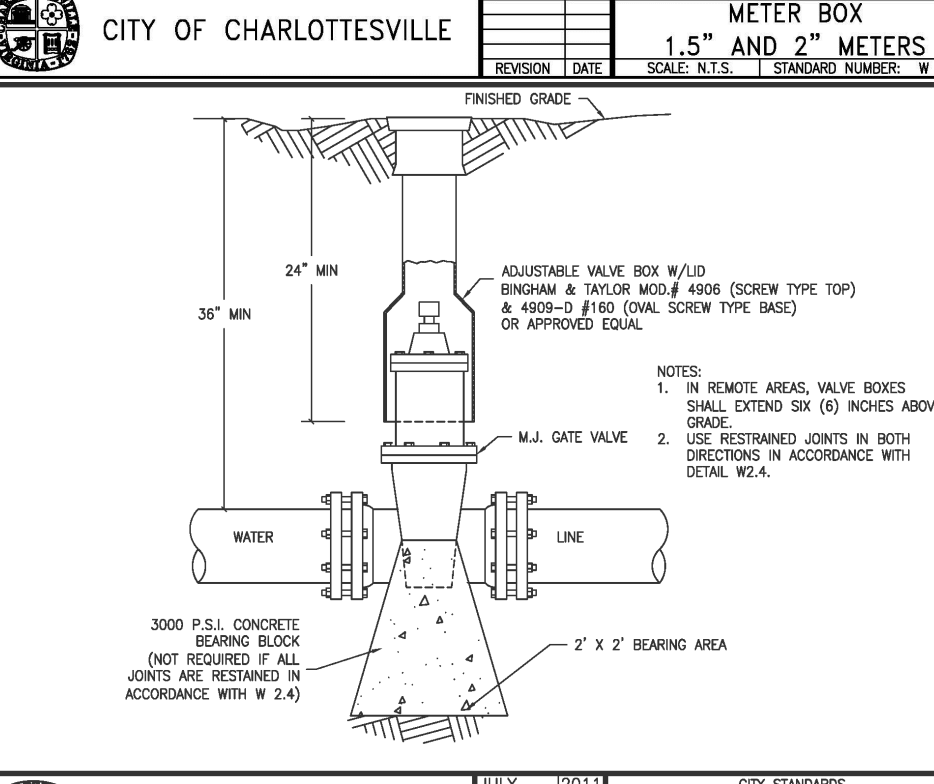 CITY OF CHARLOTTESVILLE
METER BOX
1.5" AND 2" METERS
REVISION DATE SCALE: N.T.S. STANDARD NUMBER: W
FINISHED GRADE
24" MIN
36" MIN
ADJUSTABLE VALVE BOX W/LID
BINGHAM & TAYLOR MOD.# 4906 (SCREW TYPE TOP)
& 4909-D #160 (OVAL SCREW TYPE BASE)
OR APPROVED EQUAL
NOTES:
1. IN REMOTE AREAS, VALVE BOXES
SHALL EXTEND SIX (6) INCHES ABOV
GRADE.
2. USE RESTRAINED JOINTS IN BOTH
DIRECTIONS IN ACCORDANCE WITH
DETAIL W2.4.
M.J. GATE VALVE
WATER LINE
3000 P.S.I. CONCRETE
BEARING BLOCK
(NOT REQUIRED IF ALL
JOINTS ARE RESTAINED IN
ACCORDANCE WITH W 2.4)
2' X 2' BEARING AREA
JULY 2011 CITY STANDARDS